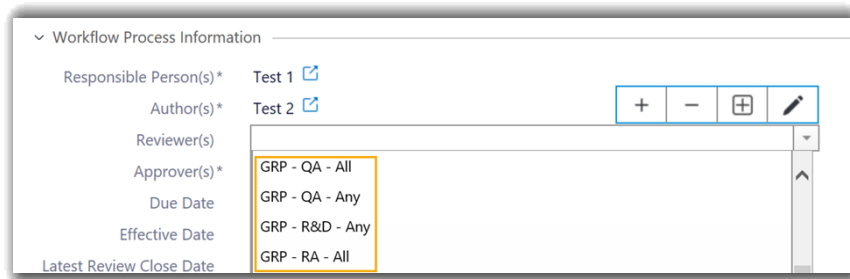 Workflow Process Information
Responsible Person(s)* Test 1
Author(s)* Test 2
Reviewer(s)
Approver(s)* GRP - QA - All
Due Date GRP - QA - Any
Effective Date GRP - R&D - Any
Latest Review Close Date GRP - RA - All